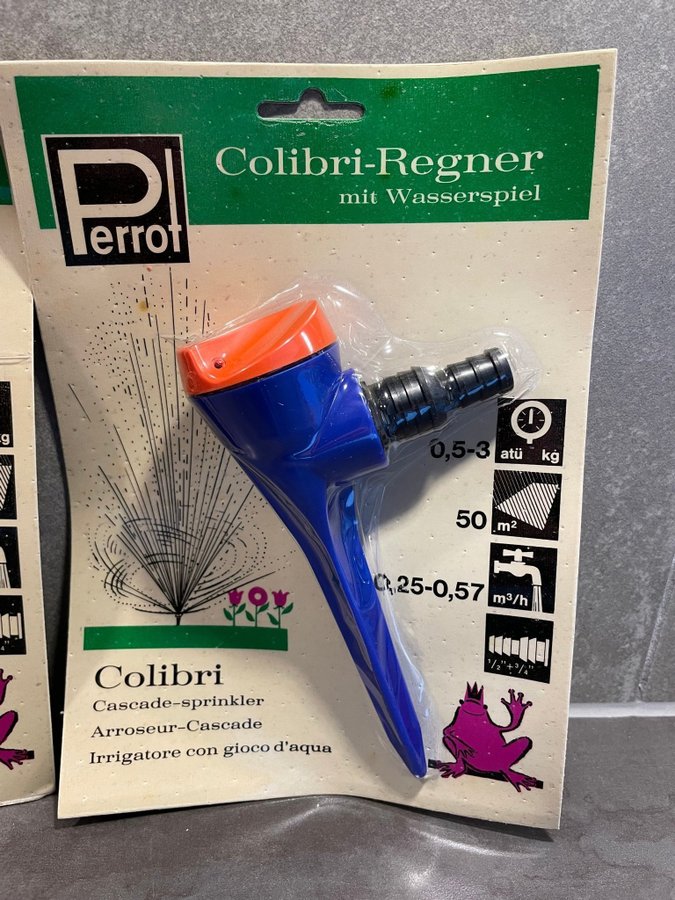 Perrot
Colibri-Regner
mit Wasserspiel
0,5-3
atü kg
50
m²
0,25-0,57
m³/h
1/2"+3/4"
Colibri
Cascade-sprinkler
Arroseur-Cascade
Irrigatore con gioco d'aqua
kg